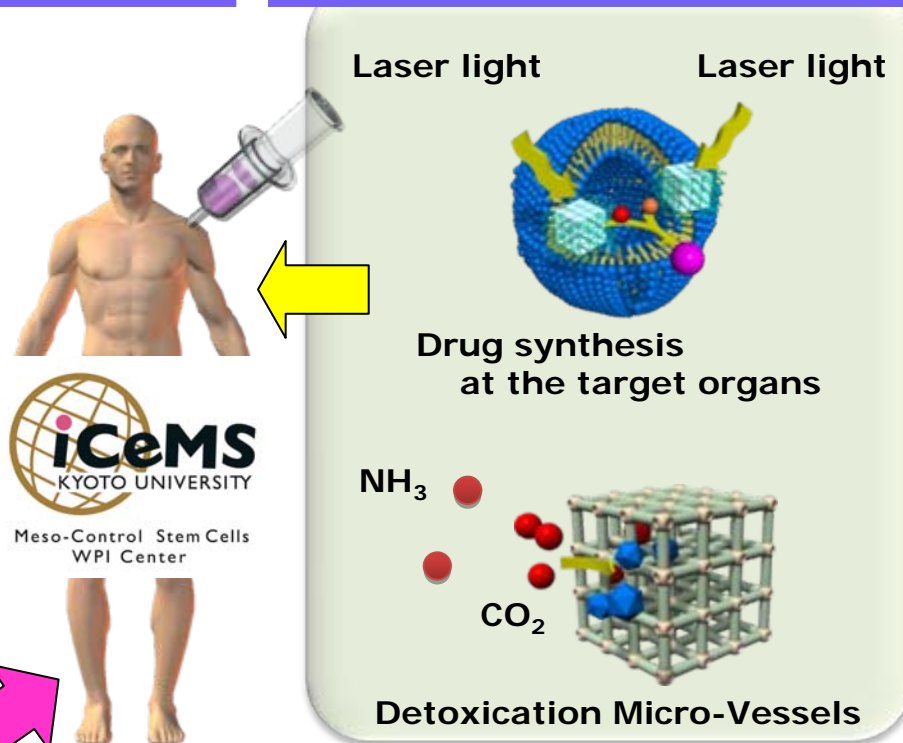 Laser light Laser light
Drug synthesis
at the target organs
iCeMS
KYOTO UNIVERSITY
Meso-Control Stem Cells
WPI Center
NH₃
CO₂
Detoxication Micro-Vessels